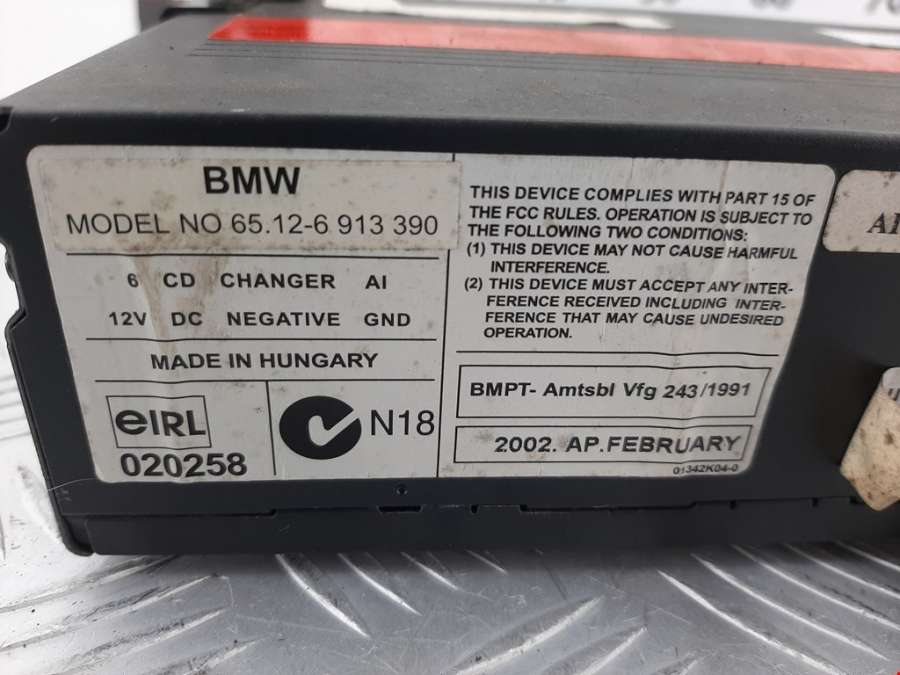 BMW
MODEL NO 65.12-6 913 390
6 CD CHANGER AI
12V DC NEGATIVE GND
MADE IN HUNGARY
eIRL
020258
N18
THIS DEVICE COMPLIES WITH PART 15 OF
THE FCC RULES. OPERATION IS SUBJECT TO
THE FOLLOWING TWO CONDITIONS:
(1) THIS DEVICE MAY NOT CAUSE HARMFUL
INTERFERENCE.
(2) THIS DEVICE MUST ACCEPT ANY INTER-
FERENCE RECEIVED INCLUDING INTER-
FERENCE THAT MAY CAUSE UNDESIRED
OPERATION.
BMPT- Amtsbl Vfg 243/1991
2002. AP.FEBRUARY
01342K04-0